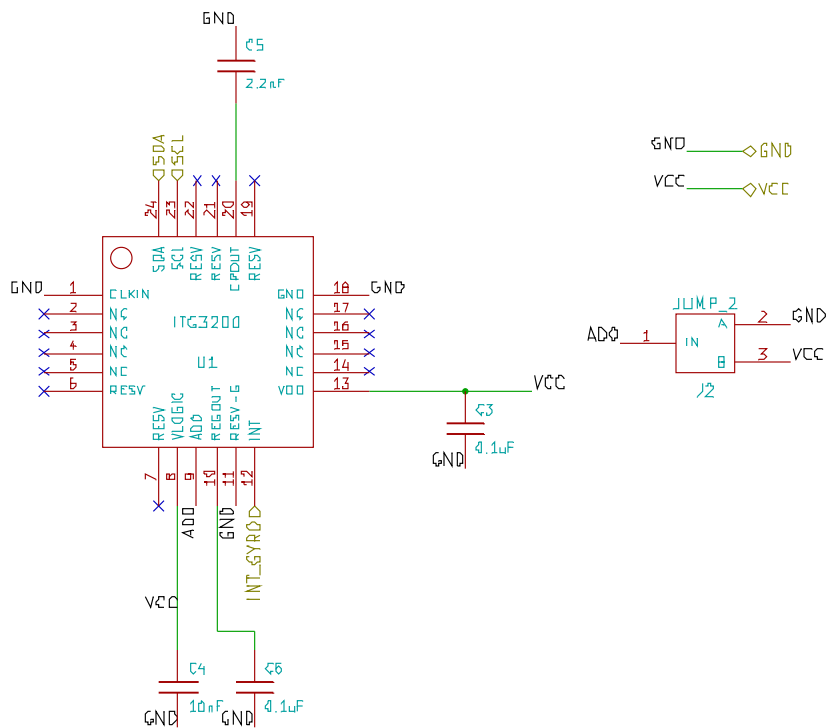 GND
C5
2.2nF
SDA
SCL
24
23
22
21
20
19
SDA
SCL
RESV
RESV
CPOUT
RESV
GND
GND
VCC
VCC
GND 1 CLKIN
2 NC
3 NC
4 NC
5 NC
6 RESV
ITG3200
U1
GND 18 GND
NC 17
NC 16
NC 15
NC 14
VDD 13
VCC
C3
0.1uF
GND
JUMP_2
AD0 1 IN
A 2 GND
B 3 VCC
J2
RESV
VLOGIC
AD0
REGOUT
RESV-G
INT
7
8
9
10
11
12
AD0
GND
INT_GYRO
VCC
C4
10nF
GND
C6
0.1uF
GND